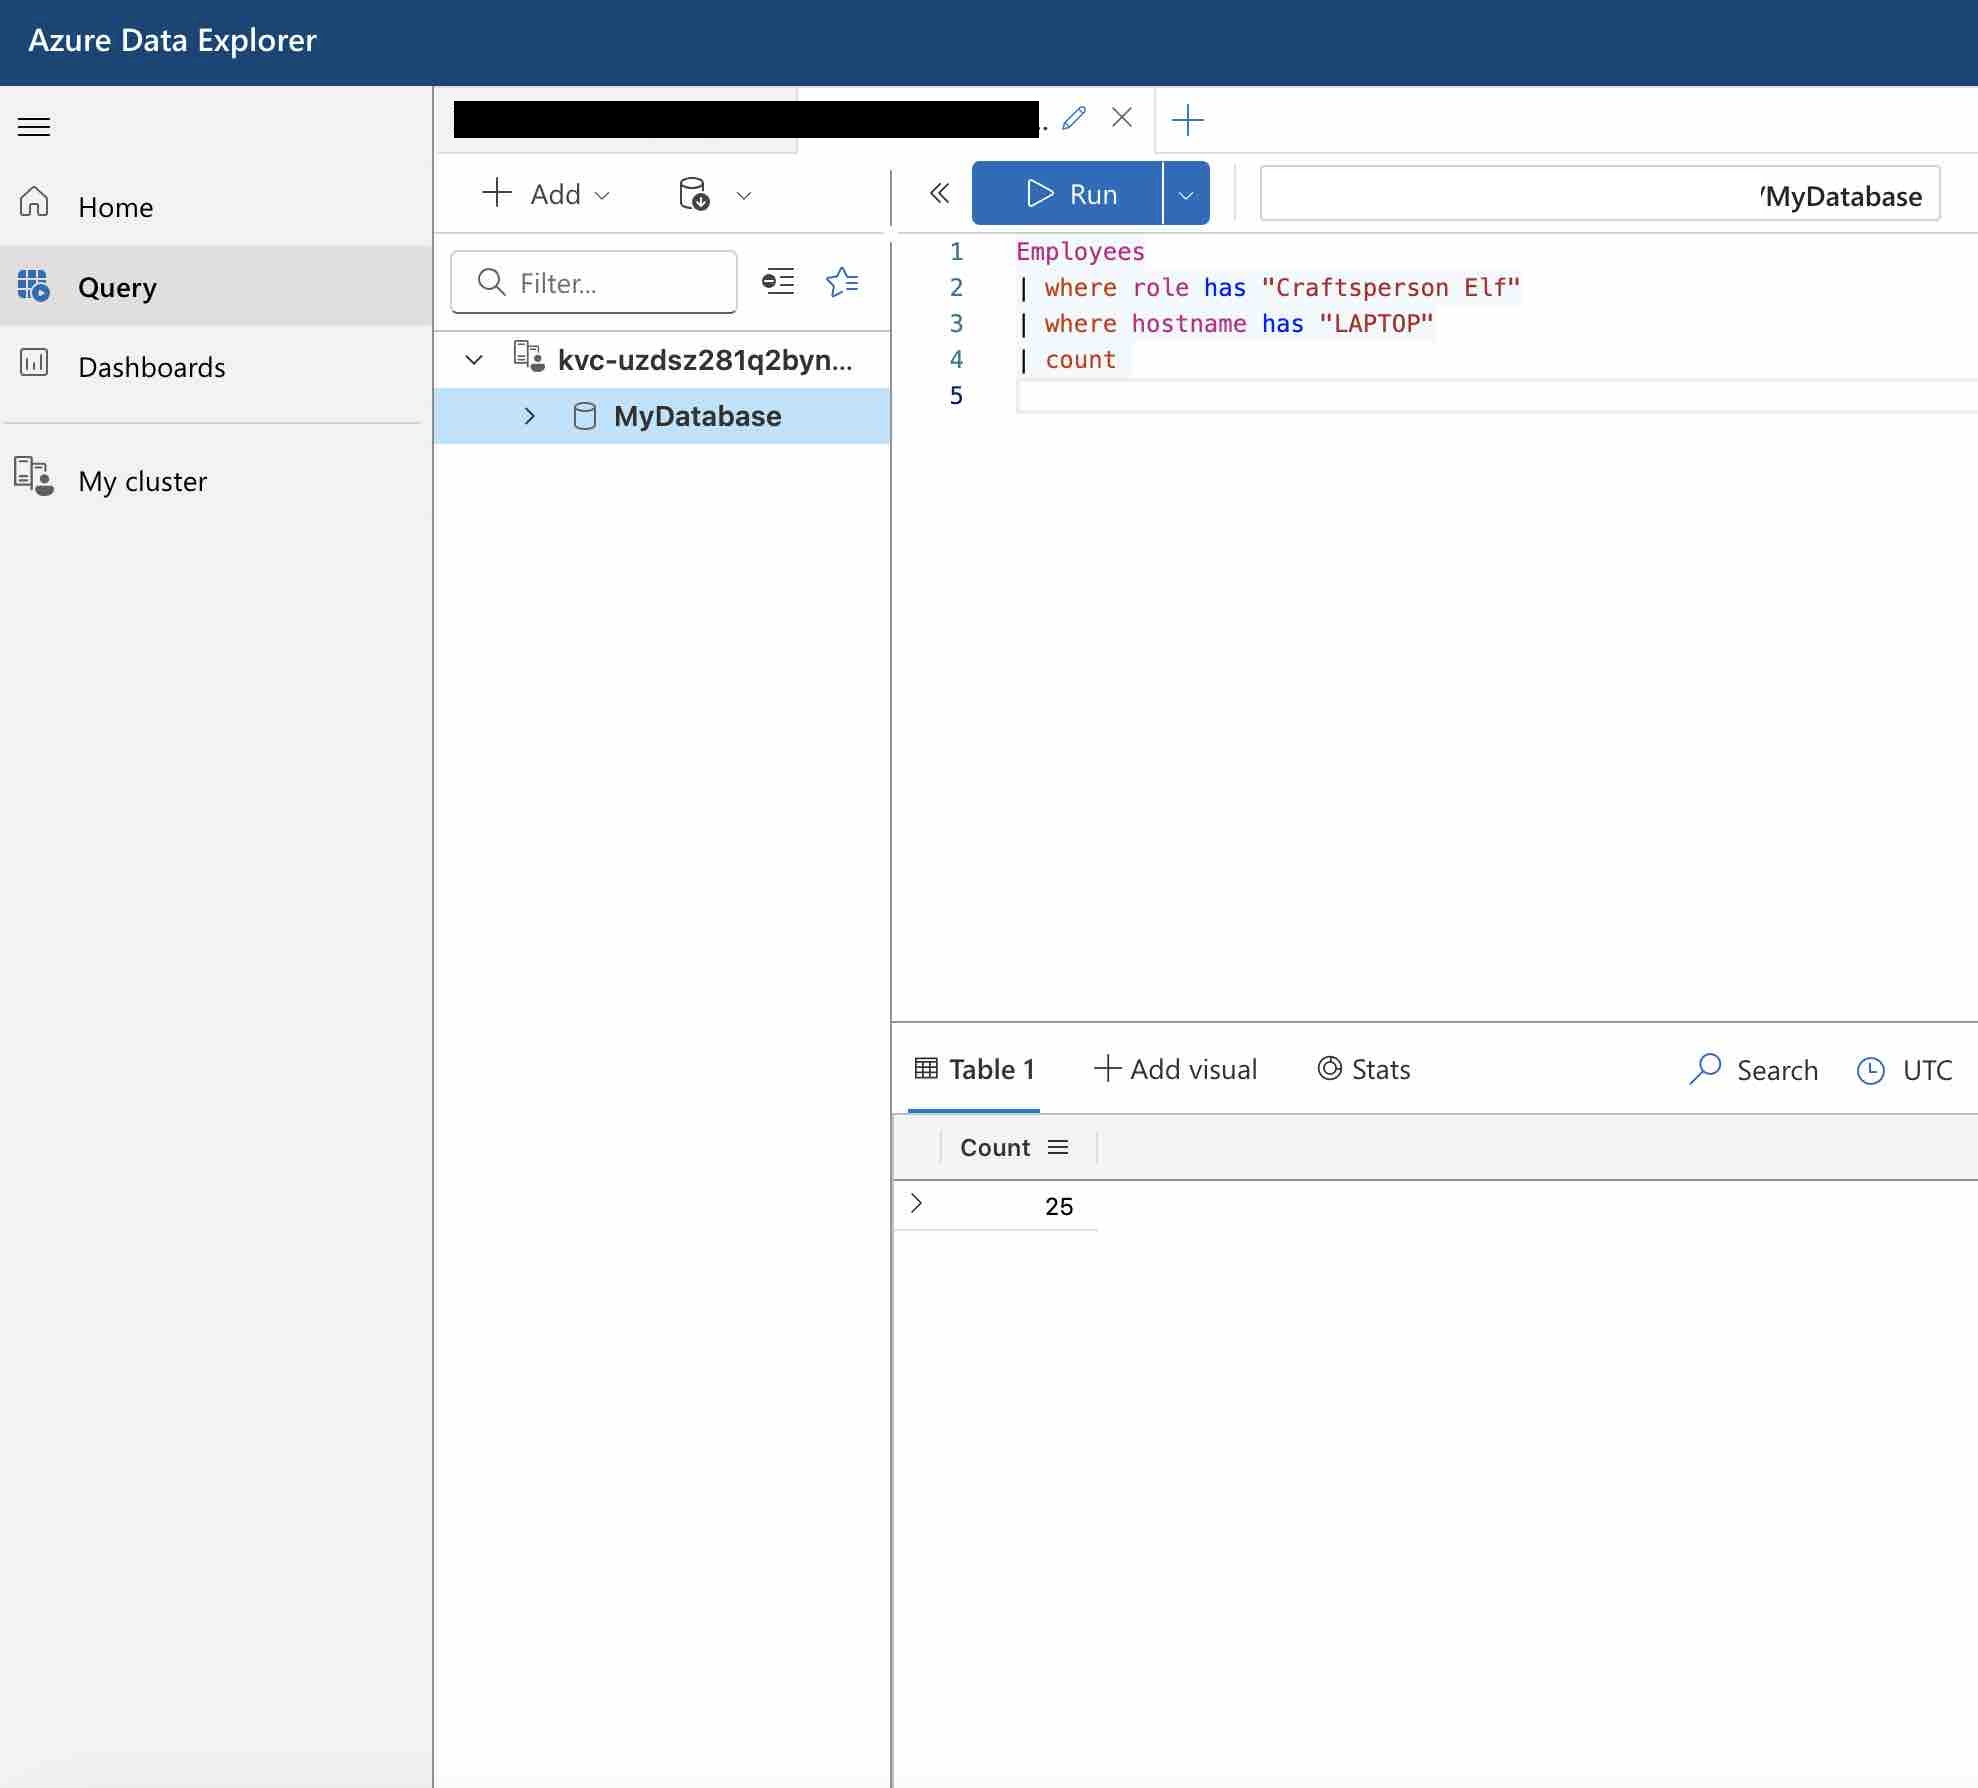 Azure Data Explorer
Home
Query
Dashboards
My cluster
Add
Filter...
kvc-uzdsz281q2byn...
MyDatabase
Run
/MyDatabase
1 Employees
2 | where role has "Craftsperson Elf"
3 | where hostname has "LAPTOP"
4 | count
5
Table 1
Add visual
Stats
Search
UTC
Count
25